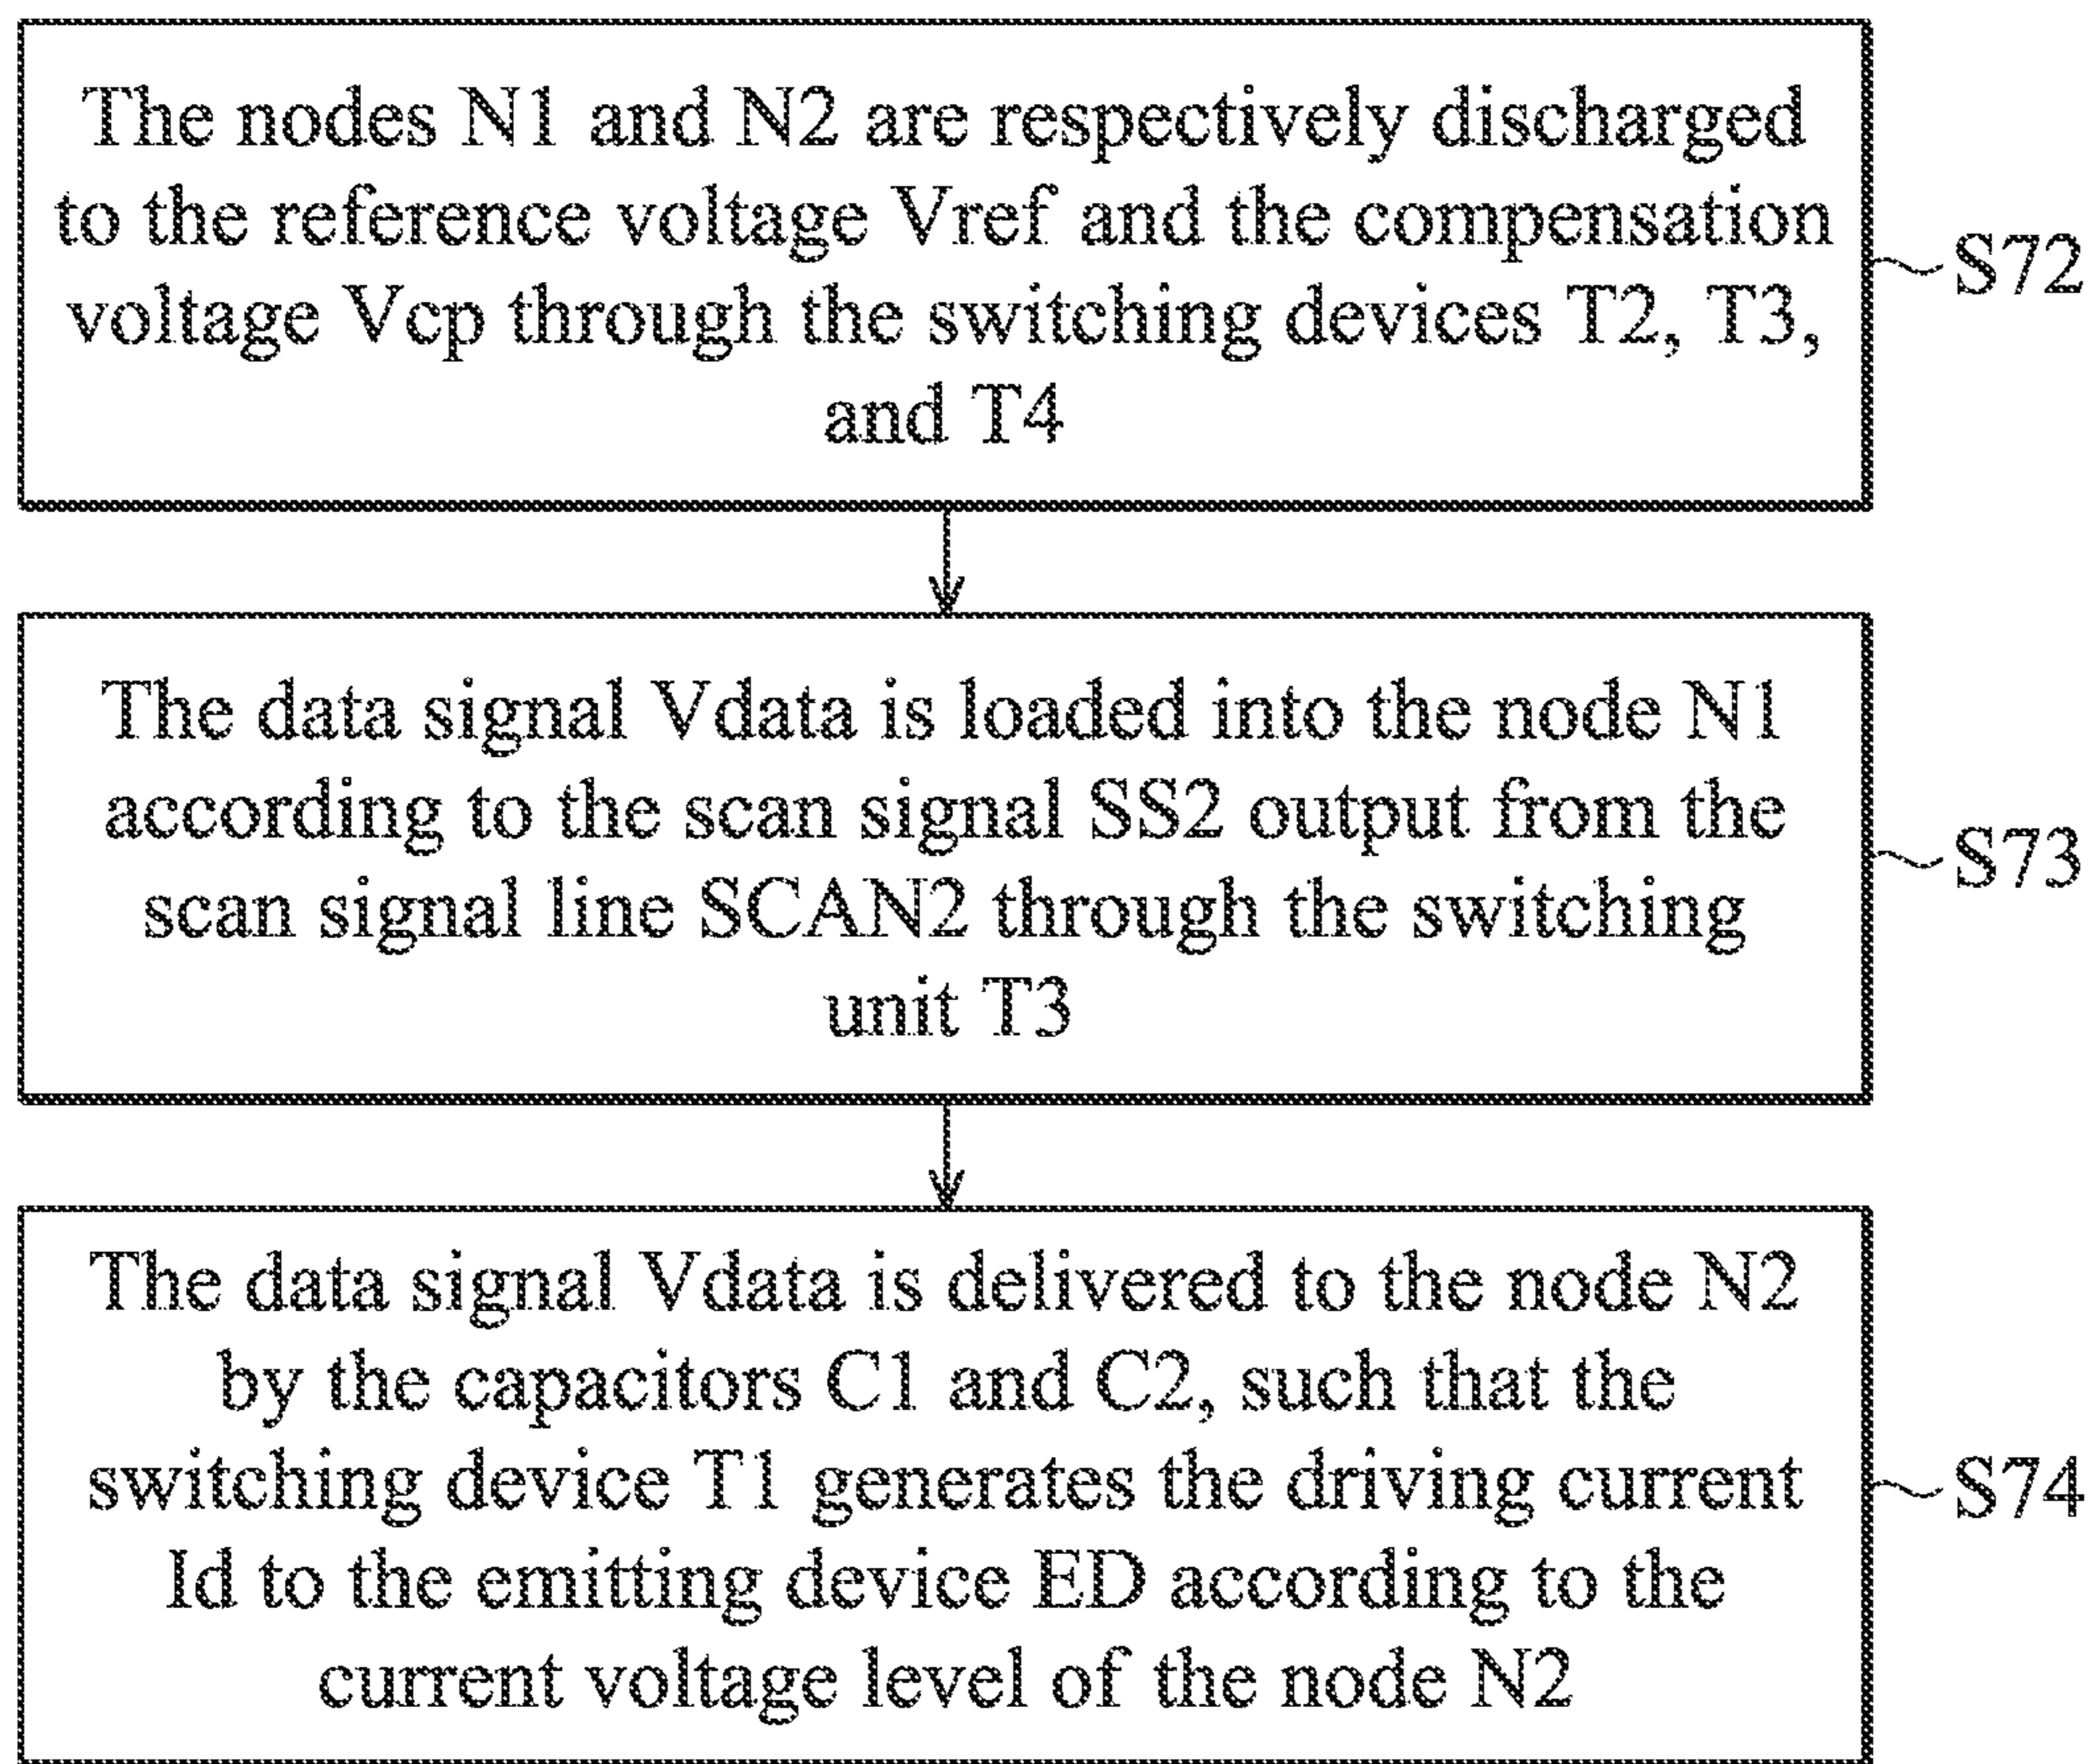 The nodes N1 and N2 are respectively discharged
to the reference voltage Vref and the compensation
voltage Vcp through the switching devices T2, T3,
and T4
S72
The data signal Vdata is loaded into the node N1
according to the scan signal SS2 output from the
scan signal line SCAN2 through the switching
unit T3
S73
The data signal Vdata is delivered to the node N2
by the capacitors C1 and C2, such that the
switching device T1 generates the driving current
Id to the emitting device ED according to the
current voltage level of the node N2
S74